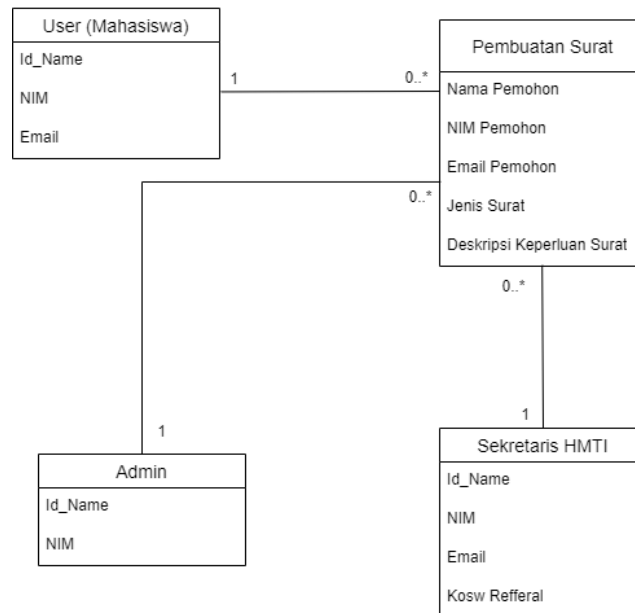 User (Mahasiswa)
Id_Name
NIM
Email
1
0..*
Pembuatan Surat
Nama Pemohon
NIM Pemohon
Email Pemohon
Jenis Surat
Deskripsi Keperluan Surat
0..*
0..*
1
1
Admin
Id_Name
NIM
Sekretaris HMTI
Id_Name
NIM
Email
Kosw Refferal